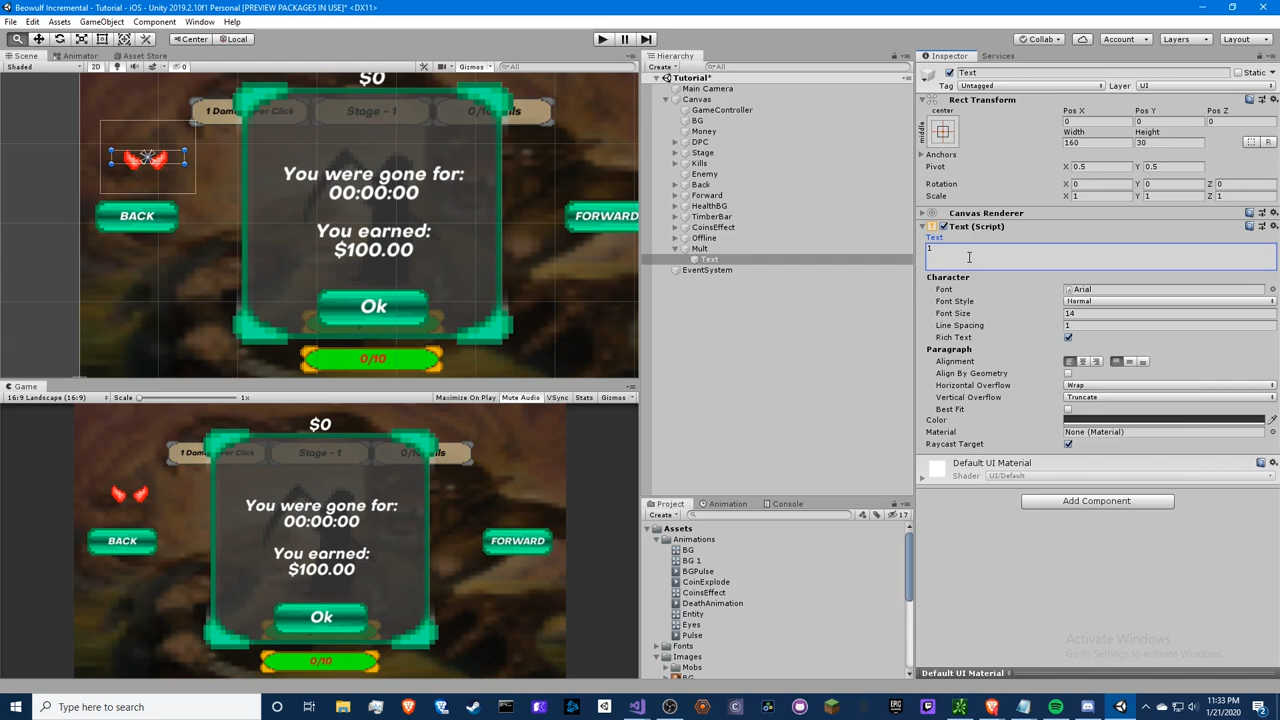 Beowulf Incremental - Tutorial - iOS - Unity 2019.2.10f1 Personal [PREVIEW PACKAGES IN USE]* <DX11>
File Edit Assets GameObject Component Window Help
Center Local Collab Account Layers Layout
Scene Animator Asset Store
Shaded 2D 0 Gizmos All
$0
1 Damage Per Click Stage - 1 0/10 Kills
You were gone for:
00:00:00
You earned:
$100.00
BACK FORWARD
Ok
0/10
Game
16:9 Landscape (16:9) Scale 1x Maximize On Play Mute Audio VSync Stats Gizmos
$0
Stage - 1
You were gone for:
00:00:00
You earned:
$100.00
BACK FORWARD
Ok
0/10
Hierarchy
Create All
Tutorial*
Main Camera
Canvas
GameController
BG
Money
DPC
Stage
Kills
Enemy
Back
Forward
HealthBG
TimberBar
CoinsEffect
Offline
Mult
Text
EventSystem
Project Animation Console
Create 17
Assets
Animations
BG
BG 1
BGPulse
CoinExplode
CoinsEffect
DeathAnimation
Entity
Eyes
Pulse
Fonts
Images
Mobs
BG
Inspector Services
Text Static
Tag Untagged Layer UI
Rect Transform
center Pos X Pos Y Pos Z
middle 0 0 0
Width Height
160 30
R
Anchors
Pivot X 0.5 Y 0.5
Rotation X 0 Y 0 Z 0
Scale X 1 Y 1 Z 1
Canvas Renderer
Text (Script)
Text
1
Character
Font Arial
Font Style Normal
Font Size 14
Line Spacing 1
Rich Text
Paragraph
Alignment
Align By Geometry
Horizontal Overflow Wrap
Vertical Overflow Truncate
Best Fit
Color
Material None (Material)
Raycast Target
Default UI Material
Shader UI/Default
Add Component
Activate Windows
Go to Settings to activate Windows.
Default UI Material
Type here to search
11:33 PM
1/21/2020